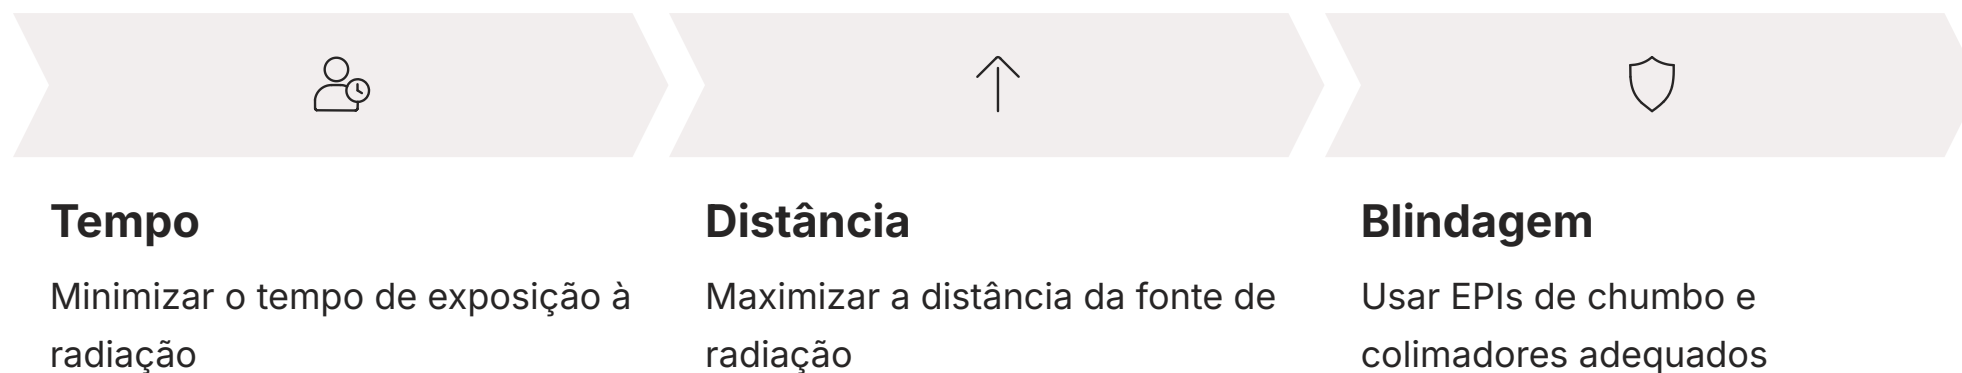 Tempo
Minimizar o tempo de exposição à
radiação
Distância
Maximizar a distância da fonte de
radiação
Blindagem
Usar EPIs de chumbo e
colimadores adequados